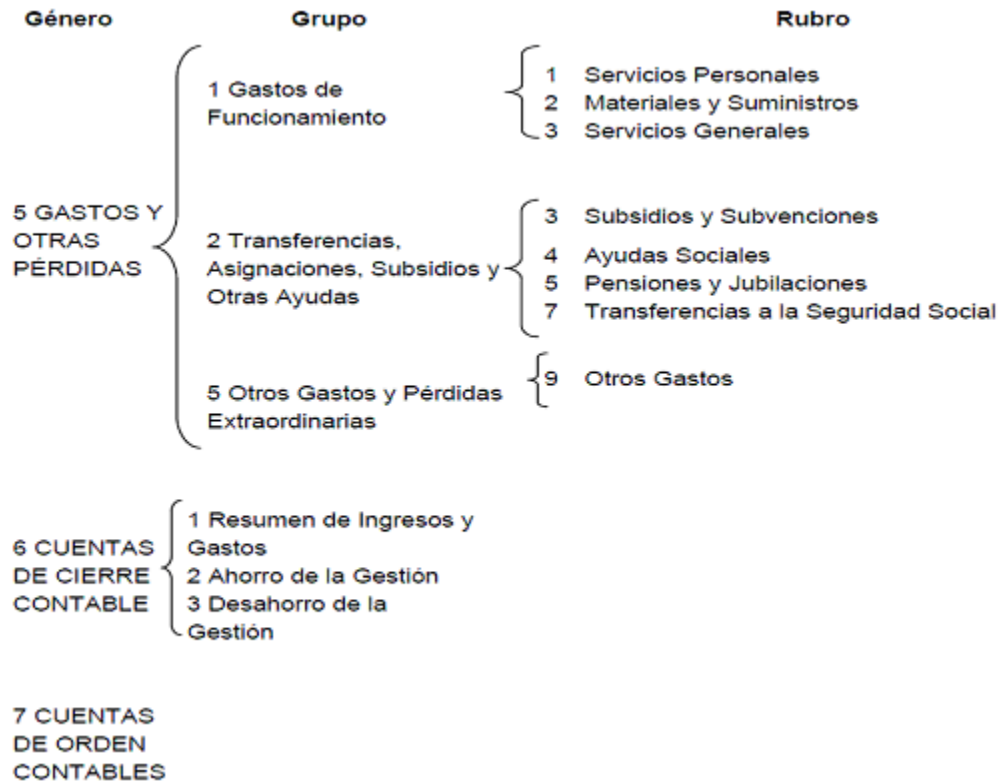 Género Grupo Rubro
1 Gastos de
Funcionamiento
1 Servicios Personales
2 Materiales y Suministros
3 Servicios Generales
5 GASTOS Y
OTRAS
PÉRDIDAS
2 Transferencias,
Asignaciones, Subsidios y
Otras Ayudas
3 Subsidios y Subvenciones
4 Ayudas Sociales
5 Pensiones y Jubilaciones
7 Transferencias a la Seguridad Social
5 Otros Gastos y Pérdidas
Extraordinarias
9 Otros Gastos
6 CUENTAS
DE CIERRE
CONTABLE
1 Resumen de Ingresos y
Gastos
2 Ahorro de la Gestión
3 Desahorro de la
Gestión
7 CUENTAS
DE ORDEN
CONTABLES